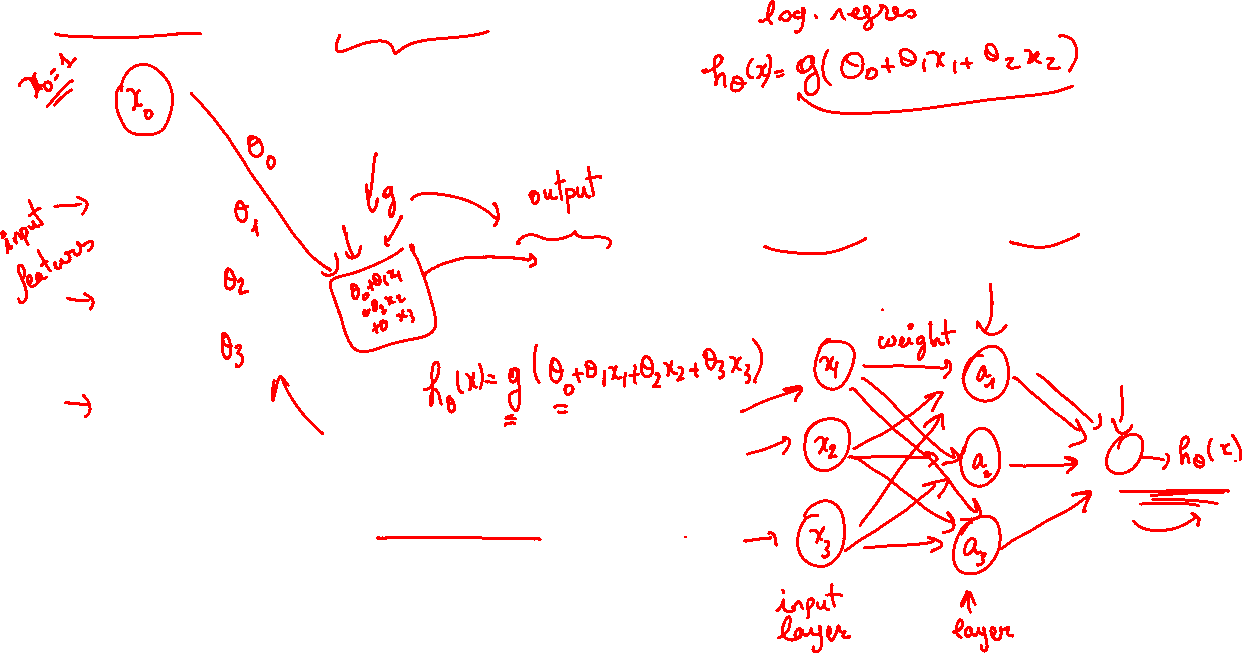 log. regres
hθ(x) = g(θ0+θ1x1+θ2x2)
x0=1
x0
θ0
θ1
θ2
θ3
g
output
input
features
θ0+θ1x1
+θ2x2
+θ x3
hθ(x) = g(θ0+θ1x1+θ2x2+θ3x3)
weight
x1
a1
x2
a2
hθ(x)
x3
a3
input
layer
layer